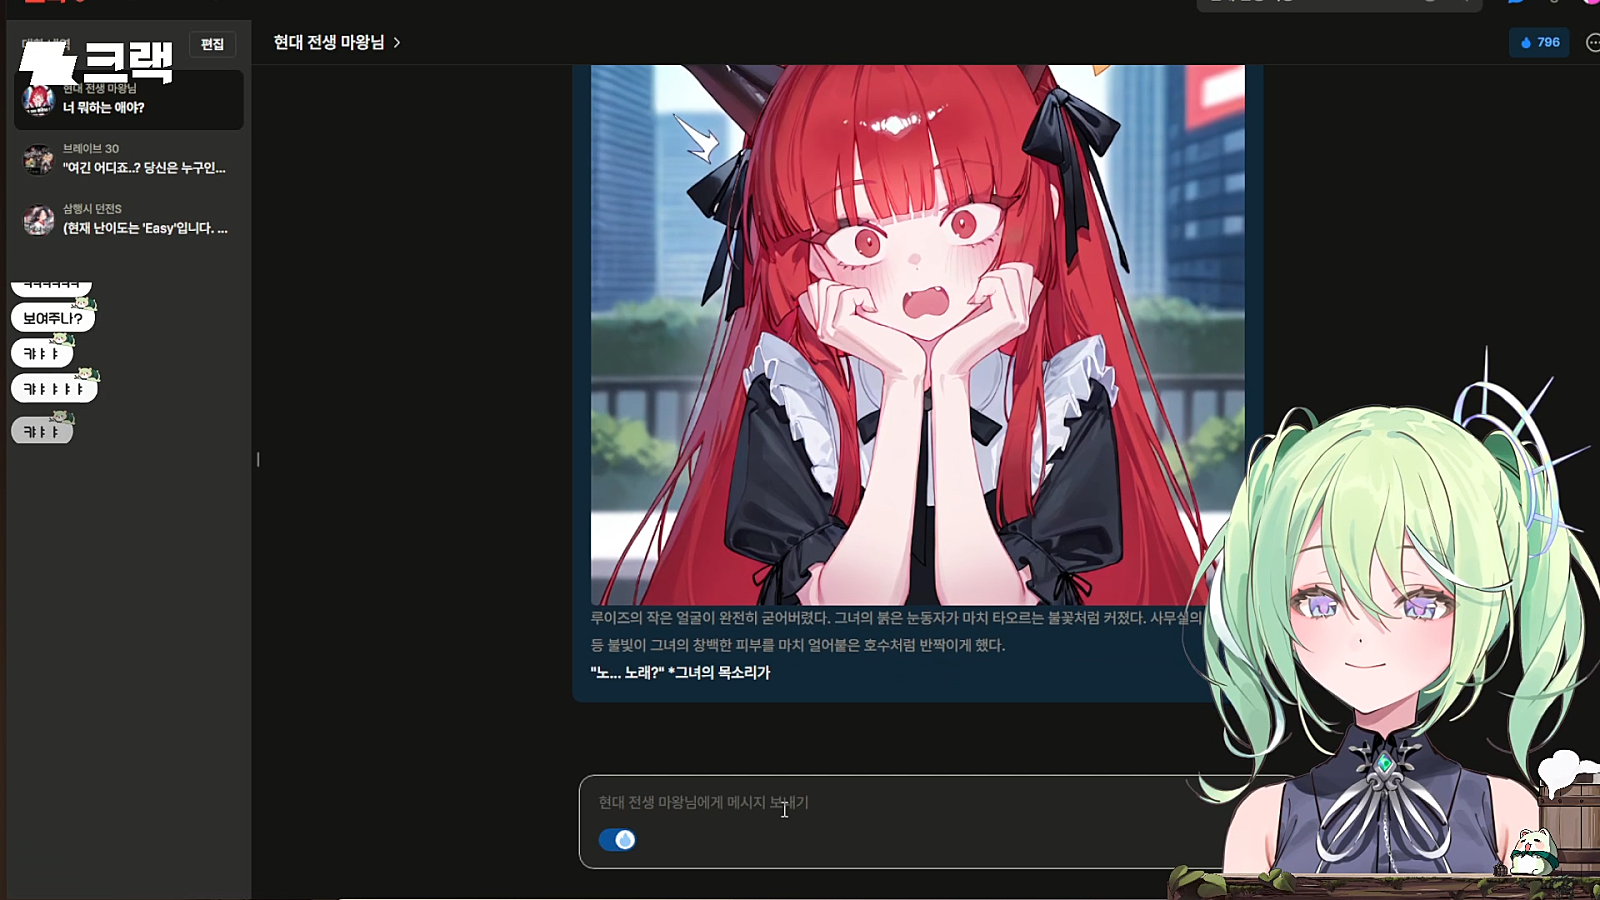 편집
크랙
현대 전생 마왕님
너 뭐하는 애야?
브레이브 30
"여긴 어디죠..? 당신은 누구인...
삼행시 던전S
(현재 난이도는 'Easy'입니다. ...
보여주나?
캬ㅑㅑ
캬ㅑㅑㅑㅑ
캬ㅑㅑ
현대 전생 마왕님
796
루이즈의 작은 얼굴이 완전히 굳어버렸다. 그녀의 붉은 눈동자가 마치 타오르는 불꽃처럼 커졌다. 사무실의
등 불빛이 그녀의 창백한 피부를 마치 얼어붙은 호수처럼 반짝이게 했다.
"노... 노래?" *그녀의 목소리가
현대 전생 마왕님에게 메시지 보내기